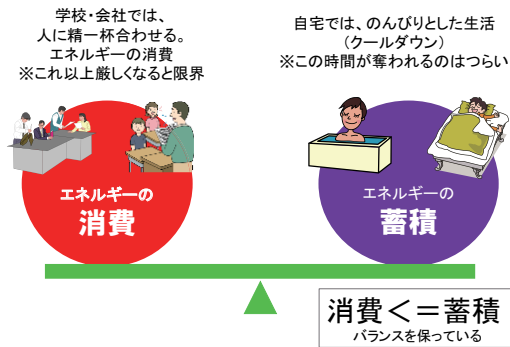 学校・会社では、
人に精一杯合わせる。
エネルギーの消費
※これ以上厳しくなると限界
自宅では、のんびりとした生活
（クールダウン）
※この時間が奪われるのはつらい
エネルギーの
消費
エネルギーの
蓄積
消費＜＝蓄積
バランスを保っている